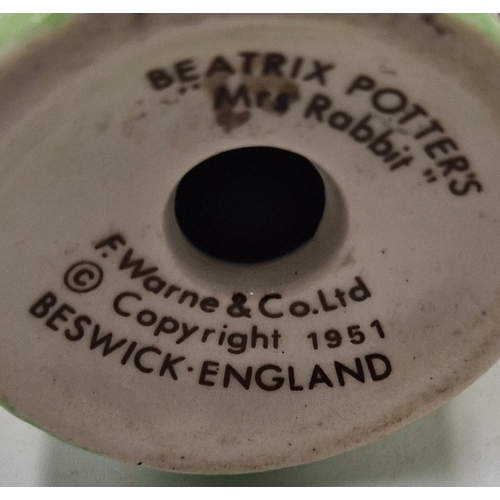 BEATRIX POTTER'S
"Mrs Rabbit"
F. Warne & Co. Ltd
© Copyright 1951
BESWICK · ENGLAND